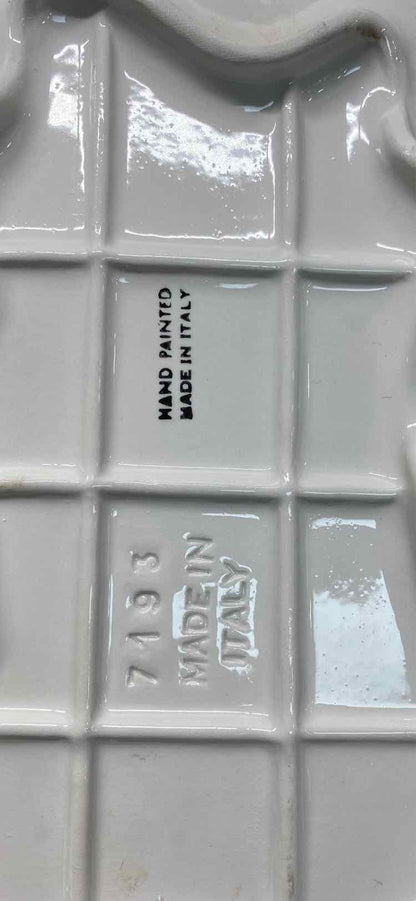 HAND PAINTED
MADE IN ITALY
7193
MADE IN
ITALY